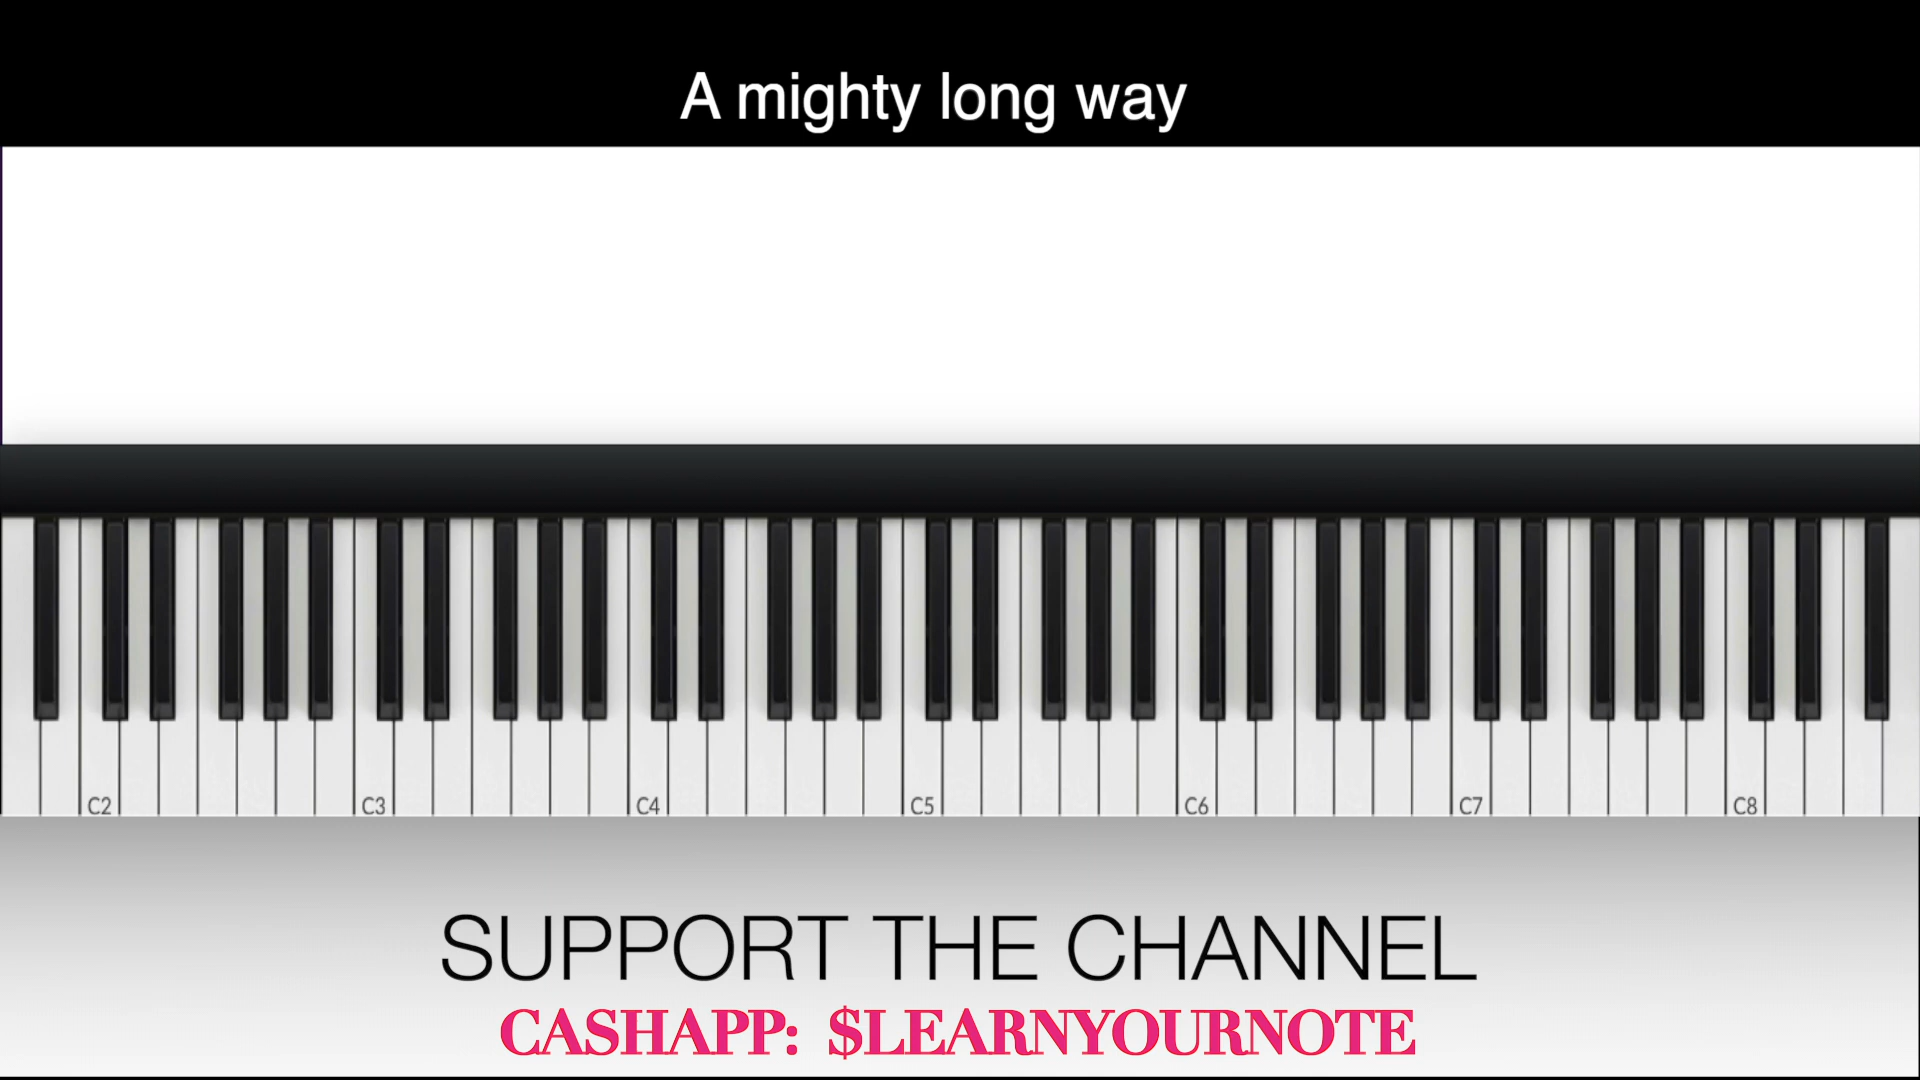 A mighty long way
C2 C3 C4 C5 C6 C7 C8
SUPPORT THE CHANNEL
CASHAPP: $LEARNYOURNOTE